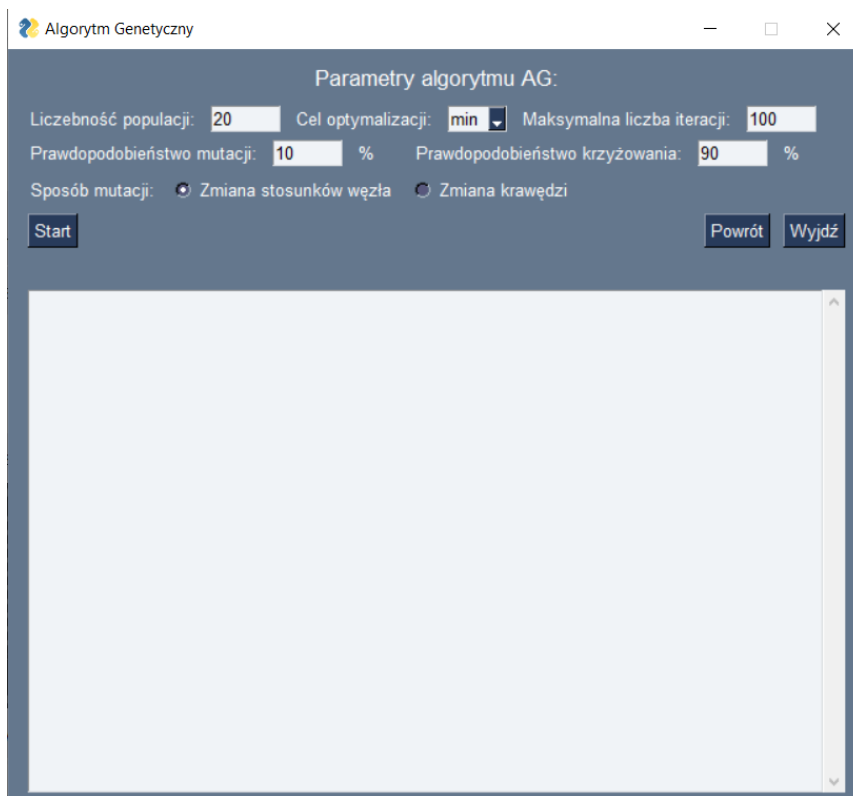 Algorytm Genetyczny
Parametry algorytmu AG:
Liczebność populacji: 20 Cel optymalizacji: min Maksymalna liczba iteracji: 100
Prawdopodobieństwo mutacji: 10 % Prawdopodobieństwo krzyżowania: 90 %
Sposób mutacji: Zmiana stosunków węzła Zmiana krawędzi
Start Powrót Wyjdź